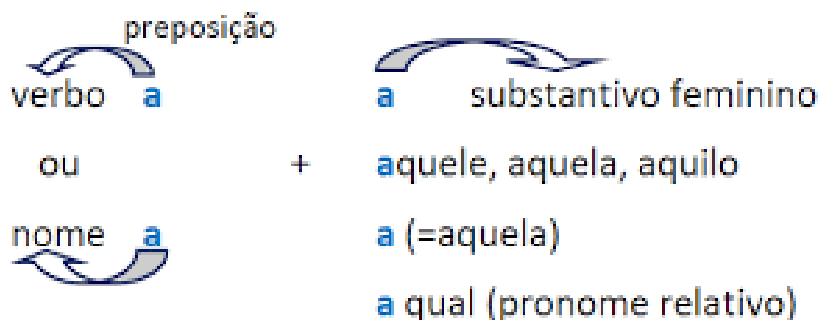 preposição
verbo a a substantivo feminino
ou + aquele, aquela, aquilo
nome a a (=aquela)
a qual (pronome relativo)